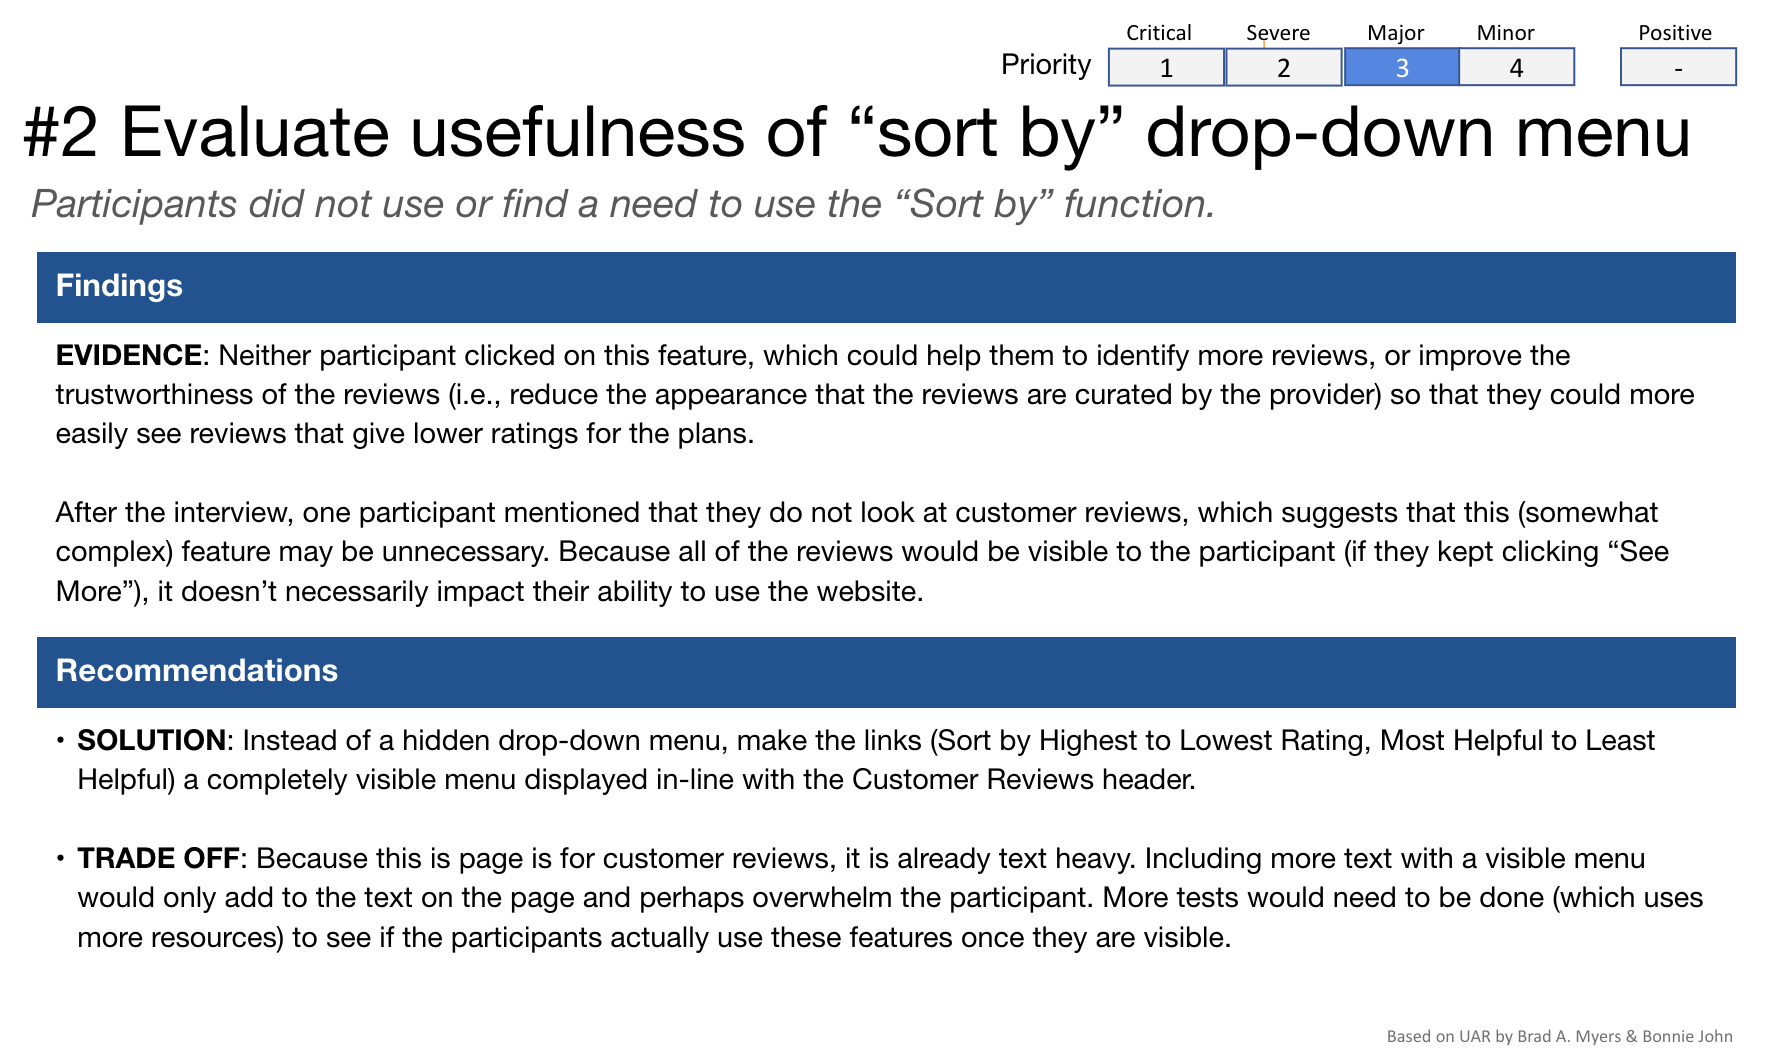 Critical Severe Major Minor Positive
Priority 1 2 3 4 -
#2 Evaluate usefulness of “sort by” drop-down menu
Participants did not use or find a need to use the “Sort by” function.
Findings
EVIDENCE: Neither participant clicked on this feature, which could help them to identify more reviews, or improve the
trustworthiness of the reviews (i.e., reduce the appearance that the reviews are curated by the provider) so that they could more
easily see reviews that give lower ratings for the plans.
After the interview, one participant mentioned that they do not look at customer reviews, which suggests that this (somewhat
complex) feature may be unnecessary. Because all of the reviews would be visible to the participant (if they kept clicking “See
More”), it doesn’t necessarily impact their ability to use the website.
Recommendations
• SOLUTION: Instead of a hidden drop-down menu, make the links (Sort by Highest to Lowest Rating, Most Helpful to Least
Helpful) a completely visible menu displayed in-line with the Customer Reviews header.
• TRADE OFF: Because this is page is for customer reviews, it is already text heavy. Including more text with a visible menu
would only add to the text on the page and perhaps overwhelm the participant. More tests would need to be done (which uses
more resources) to see if the participants actually use these features once they are visible.
Based on UAR by Brad A. Myers & Bonnie John